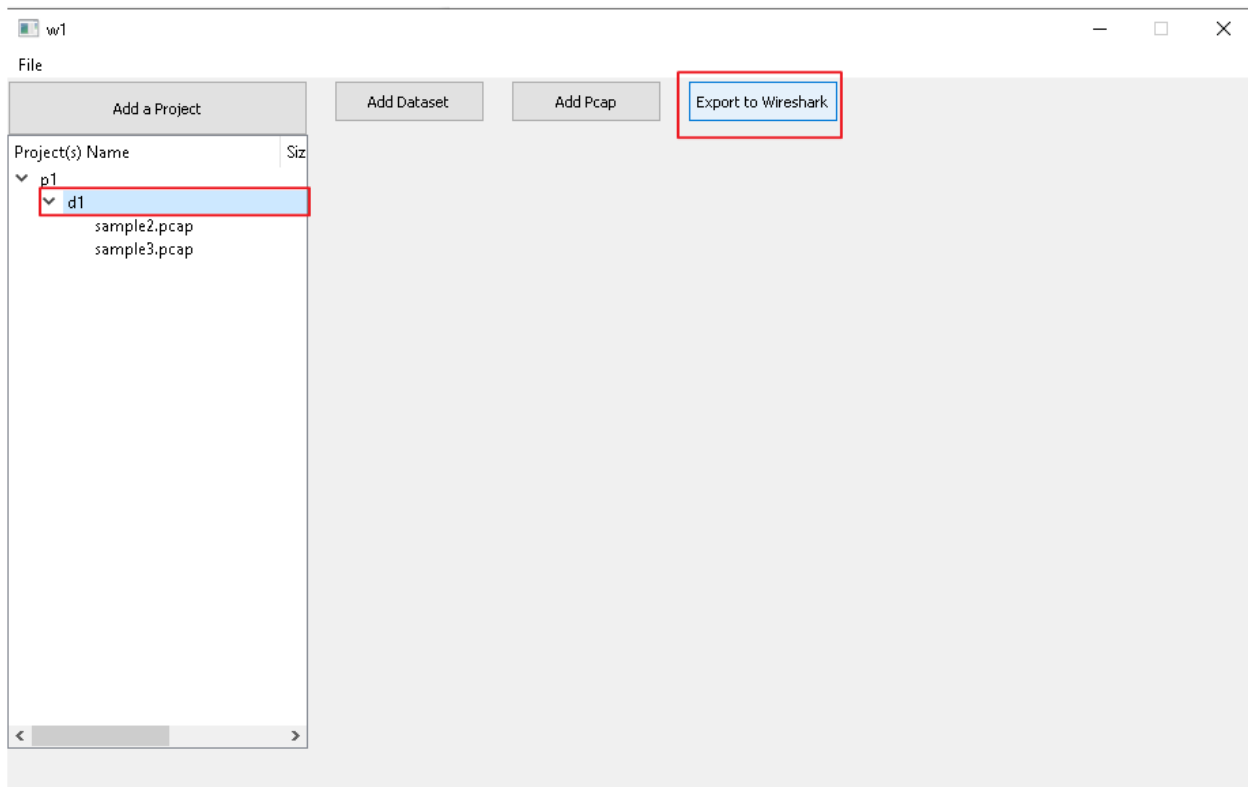 w1
File
Add a Project
Add Dataset
Add Pcap
Export to Wireshark
Project(s) Name
Siz
p1
d1
sample2.pcap
sample3.pcap